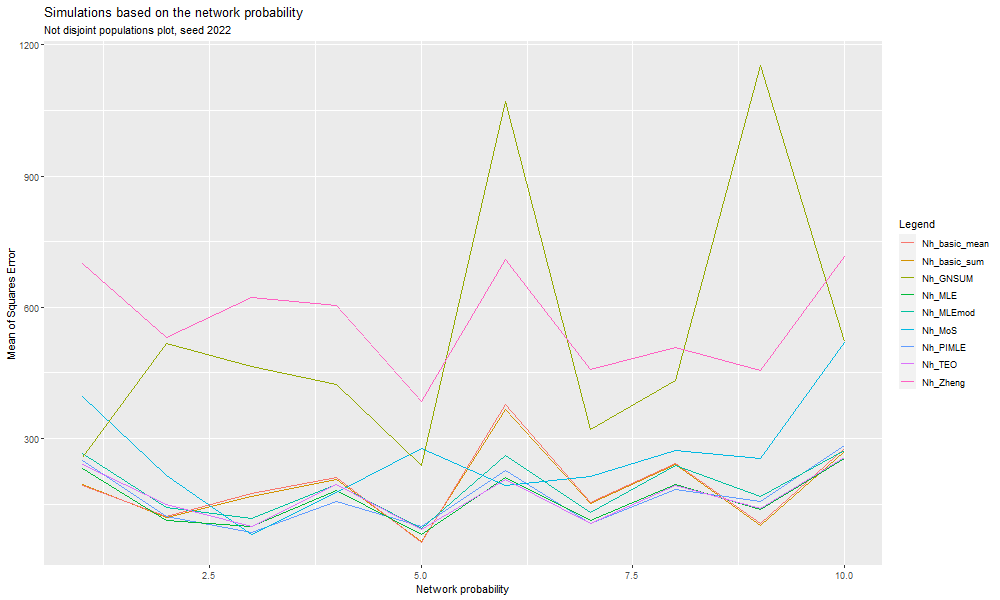 Simulations based on the network probability
Not disjoint populations plot, seed 2022
1200
900
600
300
Mean of Squares Error
2.5
5.0
7.5
10.0
Network probability
Legend
Nh_basic_mean
Nh_basic_sum
Nh_GNSUM
Nh_MLE
Nh_MLEmod
Nh_MoS
Nh_PIMLE
Nh_TEO
Nh_Zheng